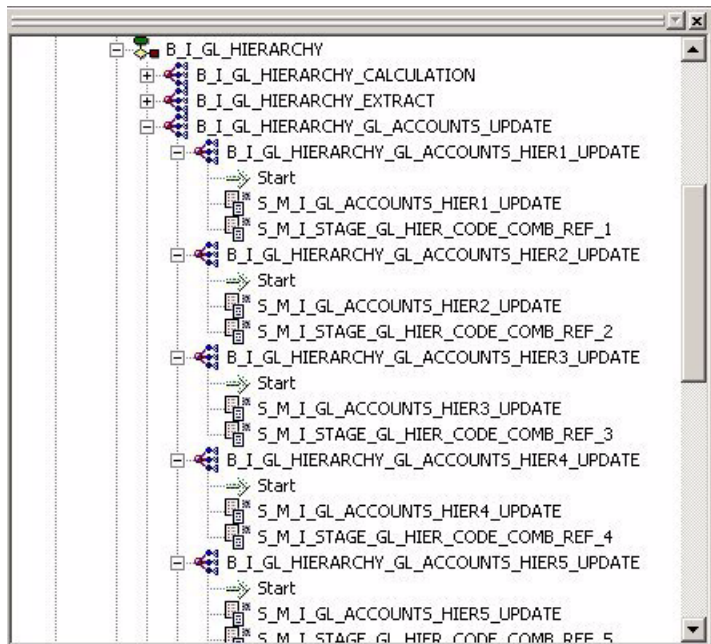 B_I_GL_HIERARCHY
B_I_GL_HIERARCHY_CALCULATION
B_I_GL_HIERARCHY_EXTRACT
B_I_GL_HIERARCHY_GL_ACCOUNTS_UPDATE
B_I_GL_HIERARCHY_GL_ACCOUNTS_HIER1_UPDATE
Start
S_M_I_GL_ACCOUNTS_HIER1_UPDATE
S_M_I_STAGE_GL_HIER_CODE_COMB_REF_1
B_I_GL_HIERARCHY_GL_ACCOUNTS_HIER2_UPDATE
Start
S_M_I_GL_ACCOUNTS_HIER2_UPDATE
S_M_I_STAGE_GL_HIER_CODE_COMB_REF_2
B_I_GL_HIERARCHY_GL_ACCOUNTS_HIER3_UPDATE
Start
S_M_I_GL_ACCOUNTS_HIER3_UPDATE
S_M_I_STAGE_GL_HIER_CODE_COMB_REF_3
B_I_GL_HIERARCHY_GL_ACCOUNTS_HIER4_UPDATE
Start
S_M_I_GL_ACCOUNTS_HIER4_UPDATE
S_M_I_STAGE_GL_HIER_CODE_COMB_REF_4
B_I_GL_HIERARCHY_GL_ACCOUNTS_HIER5_UPDATE
Start
S_M_I_GL_ACCOUNTS_HIER5_UPDATE
S_M_I_STAGE_GL_HIER_CODE_COMB_REF_5